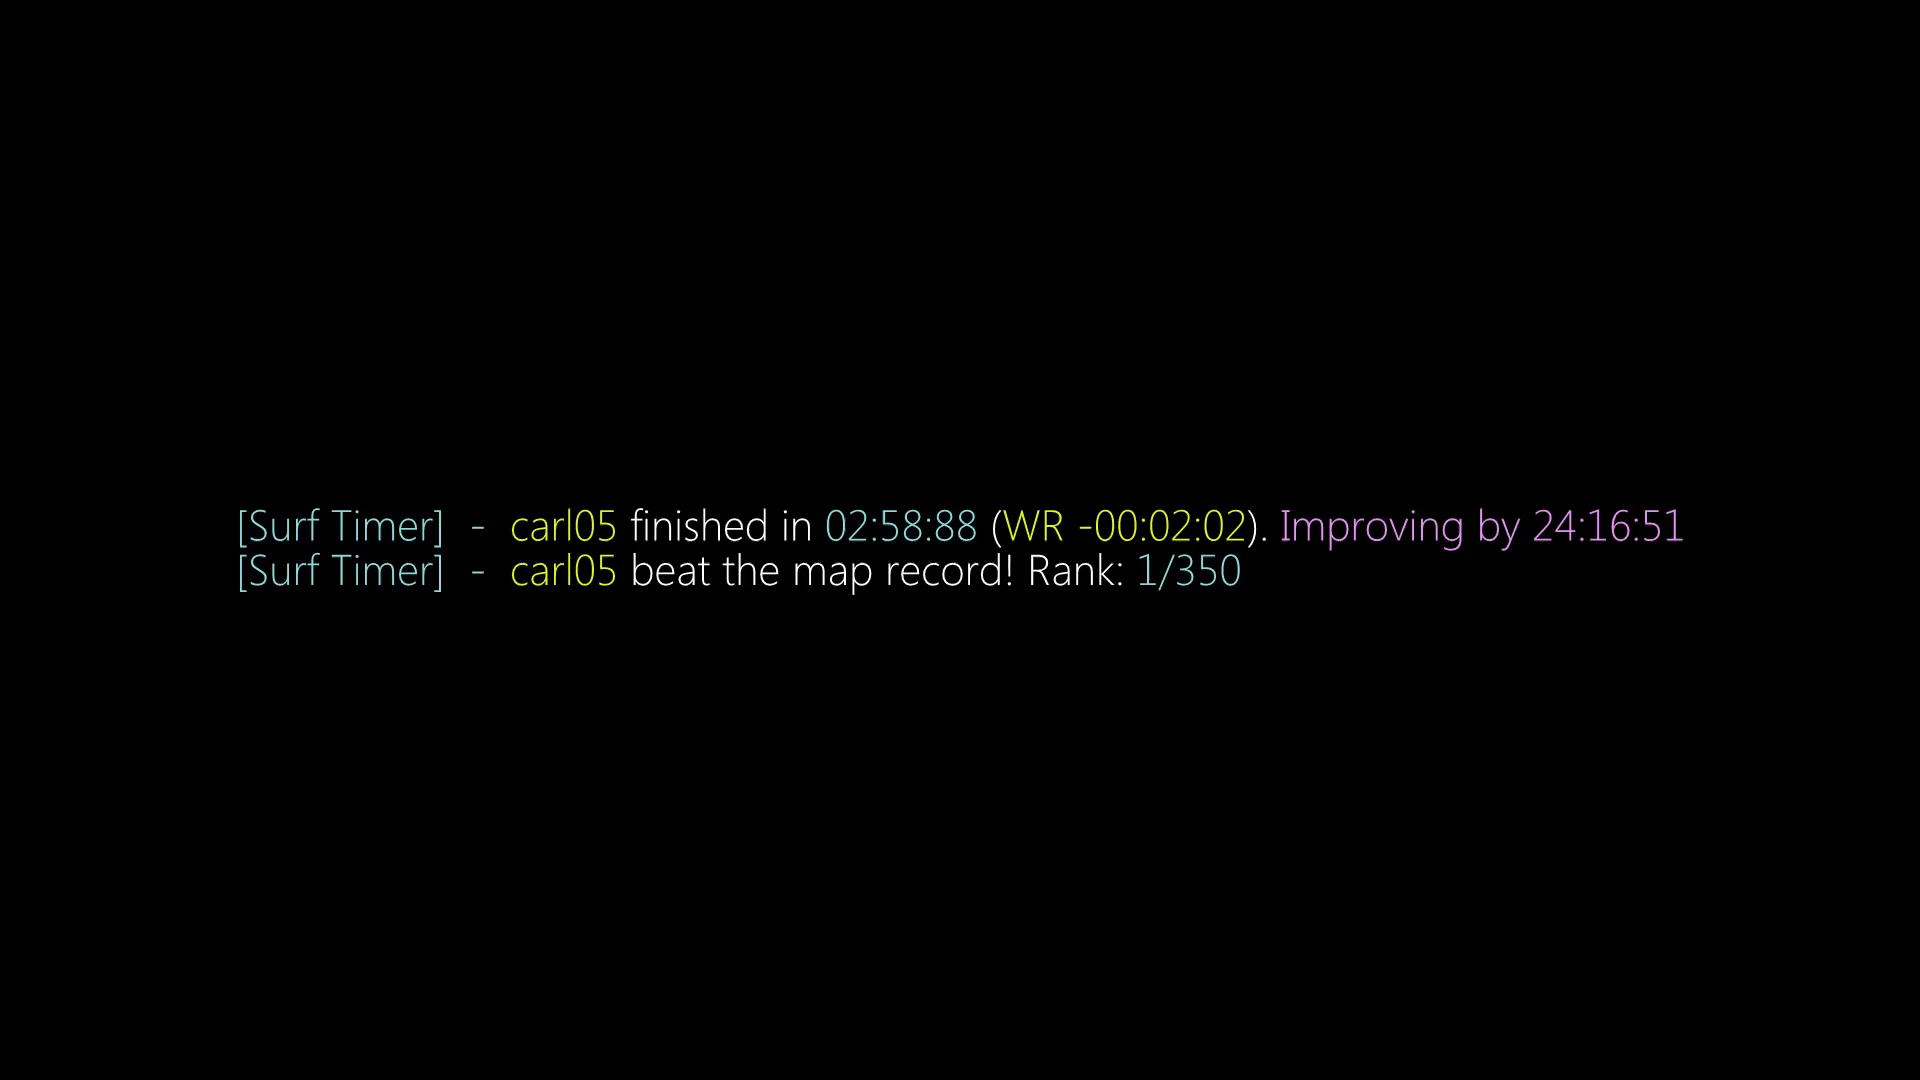 [Surf Timer] - carl05 finished in 02:58:88 (WR -00:02:02). Improving by 24:16:51
[Surf Timer] - carl05 beat the map record! Rank: 1/350